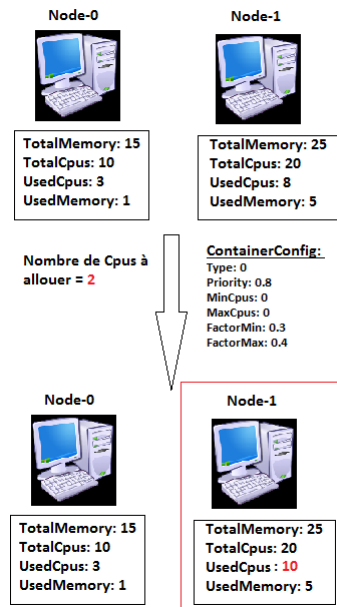 Node-0
Node-1
TotalMemory: 15
TotalCpus: 10
UsedCpus: 3
UsedMemory: 1
TotalMemory: 25
TotalCpus: 20
UsedCpus: 8
UsedMemory: 5
Nombre de Cpus à
allouer = 2
ContainerConfig:
Type: 0
Priority: 0.8
MinCpus: 0
MaxCpus: 0
FactorMin: 0.3
FactorMax: 0.4
Node-0
Node-1
TotalMemory: 15
TotalCpus: 10
UsedCpus: 3
UsedMemory: 1
TotalMemory: 25
TotalCpus: 20
UsedCpus : 10
UsedMemory: 5